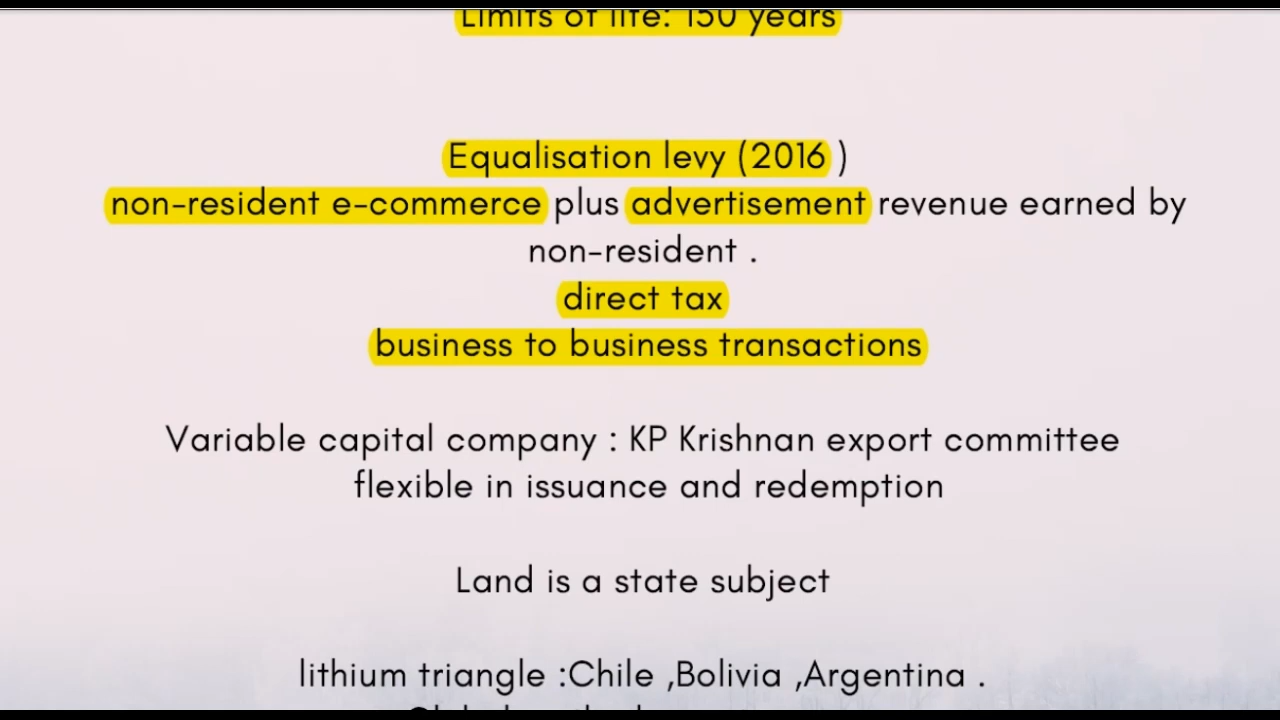 Limits of life: 150 years
Equalisation levy (2016 )
non-resident e-commerce plus advertisement revenue earned by
non-resident .
direct tax
business to business transactions
Variable capital company : KP Krishnan export committee
flexible in issuance and redemption
Land is a state subject
lithium triangle :Chile ,Bolivia ,Argentina .